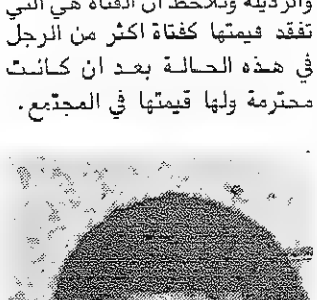 والرذيلة ونلاحظ ان الفتاة هي التي
تفقد قيمتها كفتاة اكثر من الرجل
في هذه الحالة بعد ان كانت
محترمة ولها قيمتها في المجتمع.